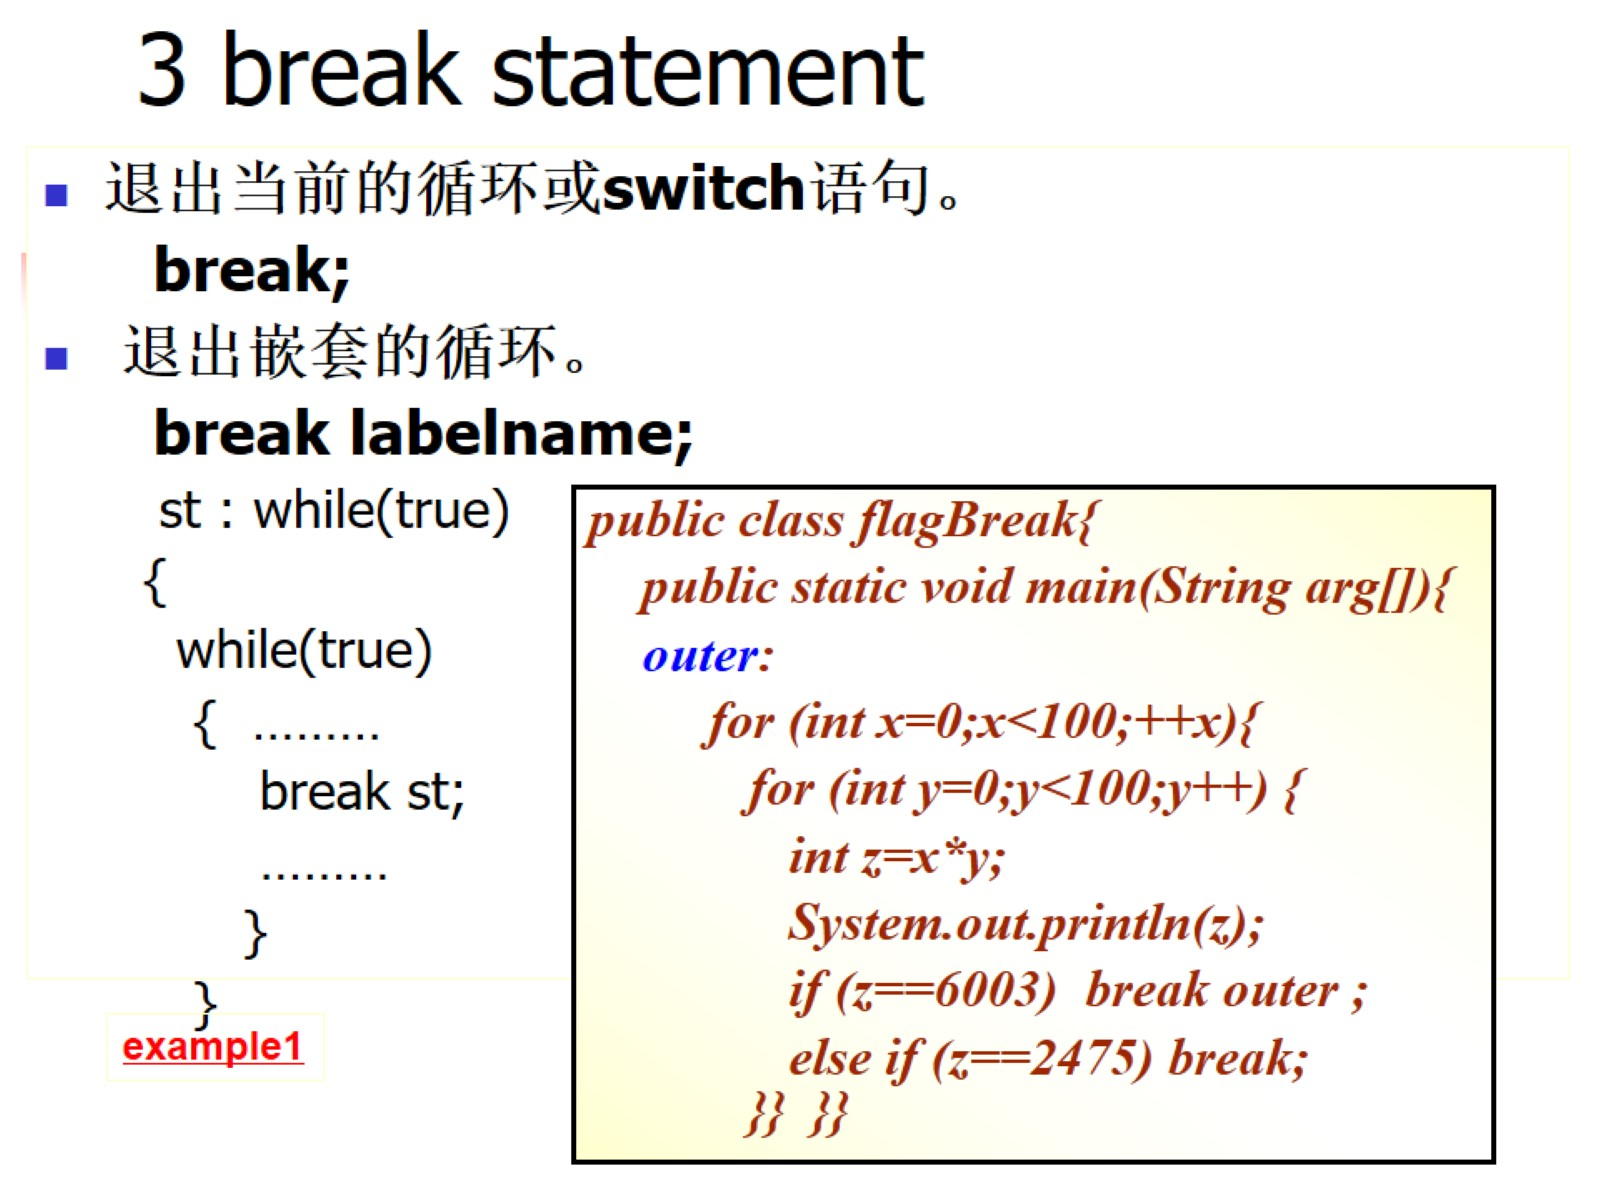 3 break statement
退出当前的循环或switch语句。
break;
退出嵌套的循环。
break labelname;
st : while(true)
{
while(true)
{ .........
break st;
.........
}
}
example1
public class flagBreak{
public static void main(String arg[]){
outer:
for (int x=0;x<100;++x){
for (int y=0;y<100;y++) {
int z=x*y;
System.out.println(z);
if (z==6003) break outer ;
else if (z==2475) break;
}} }}